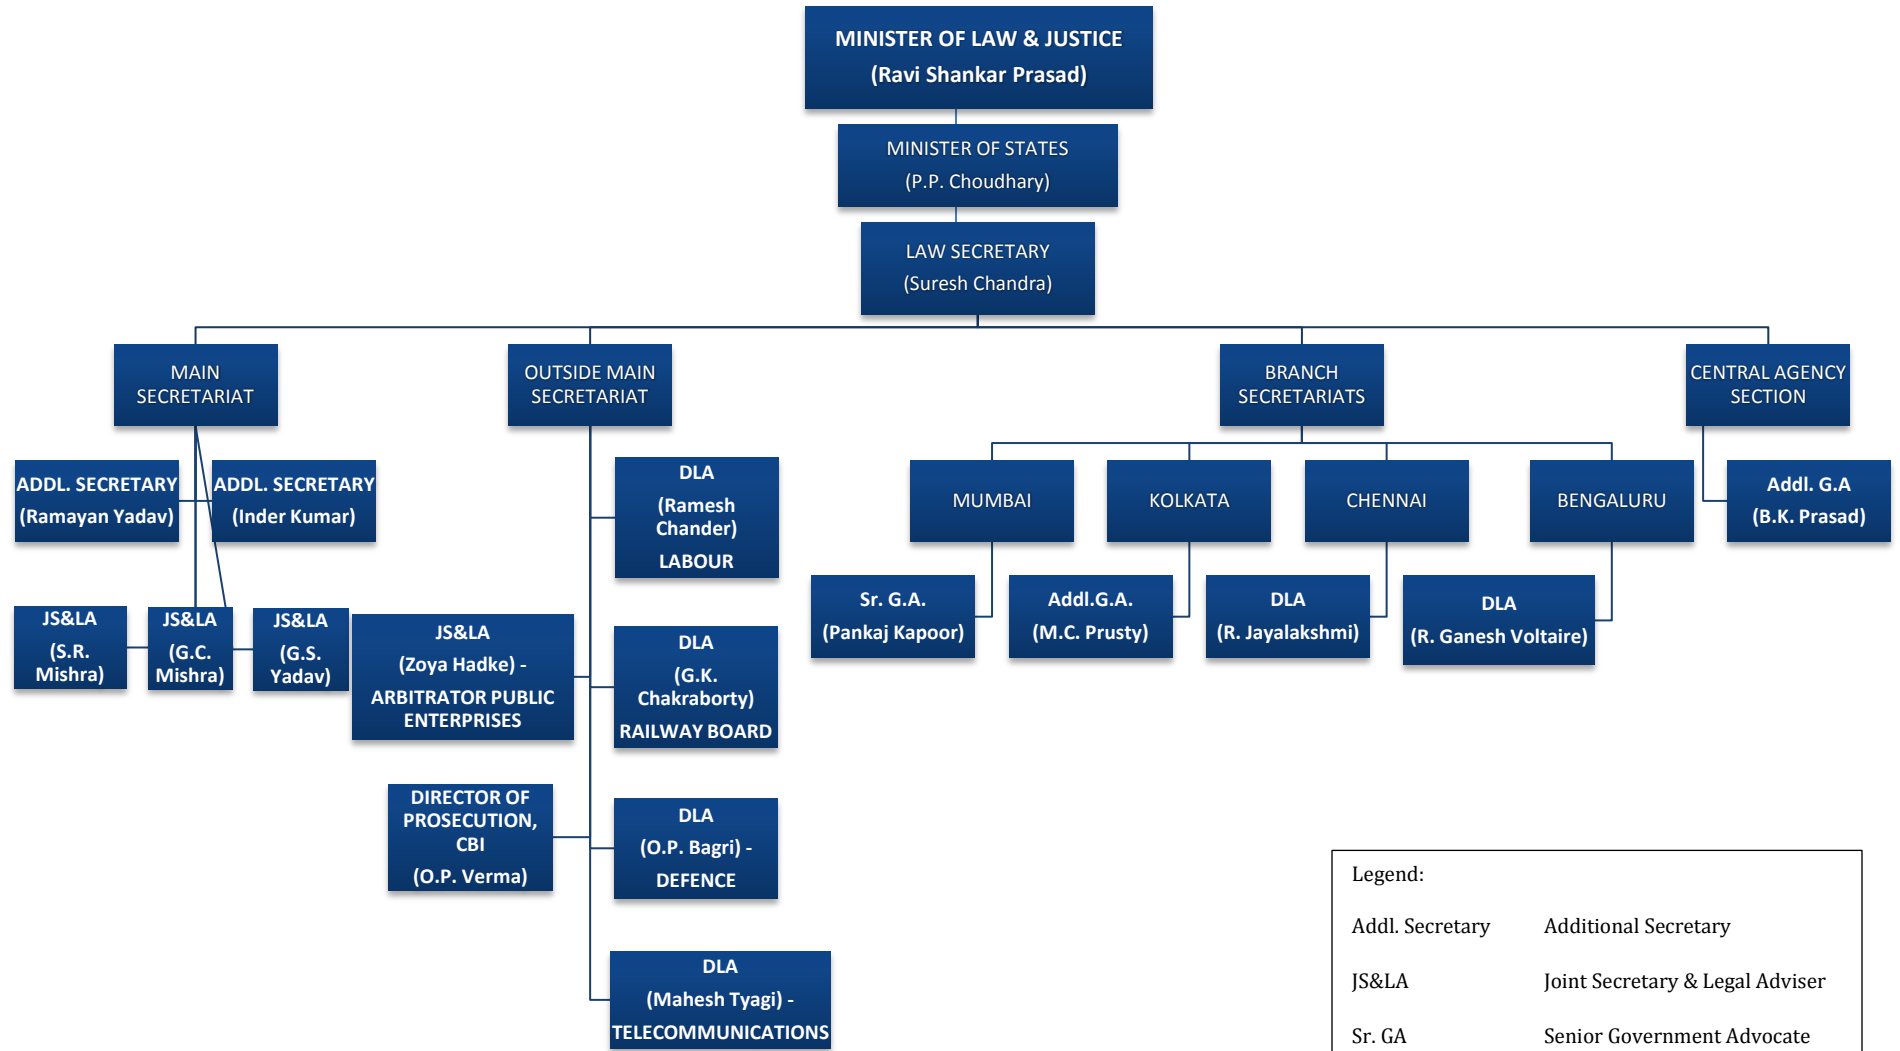 MINISTER OF LAW & JUSTICE
(Ravi Shankar Prasad)
MINISTER OF STATES
(P.P. Choudhary)
LAW SECRETARY
(Suresh Chandra)
MAIN
SECRETARIAT
OUTSIDE MAIN
SECRETARIAT
BRANCH
SECRETARIATS
CENTRAL AGENCY
SECTION
ADDL. SECRETARY
(Ramayan Yadav)
ADDL. SECRETARY
(Inder Kumar)
JS&LA
(S.R.
Mishra)
JS&LA
(G.C.
Mishra)
JS&LA
(G.S.
Yadav)
DLA
(Ramesh
Chander)
LABOUR
JS&LA
(Zoya Hadke) -
ARBITRATOR PUBLIC
ENTERPRISES
DLA
(G.K.
Chakraborty)
RAILWAY BOARD
DIRECTOR OF
PROSECUTION,
CBI
(O.P. Verma)
DLA
(O.P. Bagri) -
DEFENCE
DLA
(Mahesh Tyagi) -
TELECOMMUNICATIONS
MUMBAI
KOLKATA
CHENNAI
BENGALURU
Sr. G.A.
(Pankaj Kapoor)
Addl.G.A.
(M.C. Prusty)
DLA
(R. Jayalakshmi)
DLA
(R. Ganesh Voltaire)
Addl. G.A
(B.K. Prasad)
Legend:
Addl. Secretary Additional Secretary
JS&LA Joint Secretary & Legal Adviser
Sr. GA Senior Government Advocate